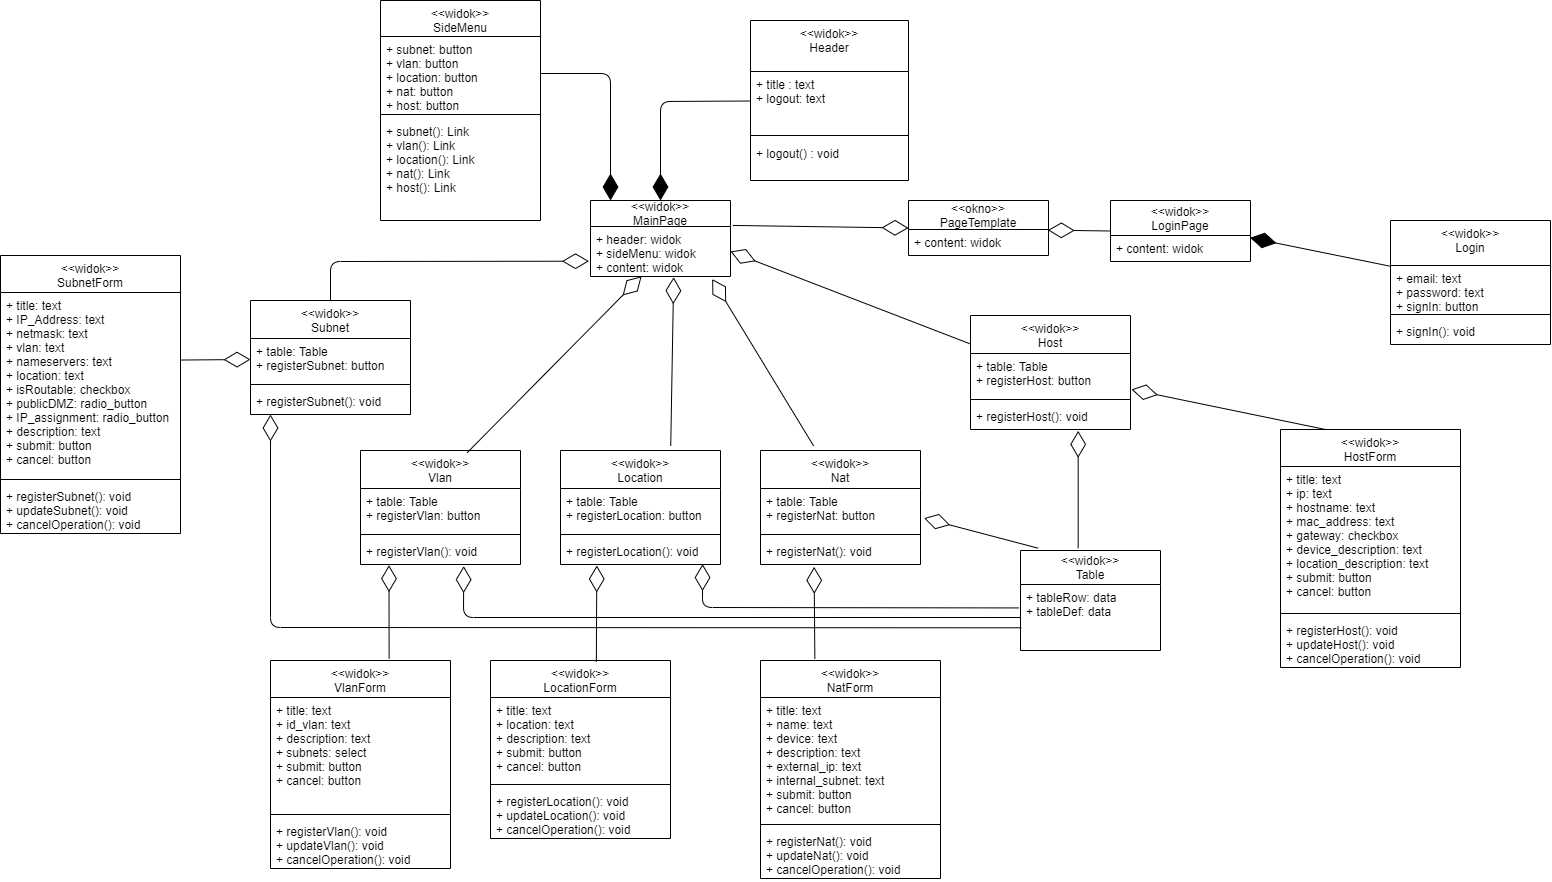 <<widok>>
SideMenu
+ subnet: button
+ vlan: button
+ location: button
+ nat: button
+ host: button
+ subnet(): Link
+ vlan(): Link
+ location(): Link
+ nat(): Link
+ host(): Link
<<widok>>
Header
+ title : text
+ logout: text
+ logout() : void
<<widok>>
MainPage
+ header: widok
+ sideMenu: widok
+ content: widok
<<okno>>
PageTemplate
+ content: widok
<<widok>>
LoginPage
+ content: widok
<<widok>>
Login
+ email: text
+ password: text
+ signIn: button
+ signIn(): void
<<widok>>
SubnetForm
+ title: text
+ IP_Address: text
+ netmask: text
+ vlan: text
+ nameservers: text
+ location: text
+ isRoutable: checkbox
+ publicDMZ: radio_button
+ IP_assignment: radio_button
+ description: text
+ submit: button
+ cancel: button
+ registerSubnet(): void
+ updateSubnet(): void
+ cancelOperation(): void
<<widok>>
Subnet
+ table: Table
+ registerSubnet: button
+ registerSubnet(): void
<<widok>>
Host
+ table: Table
+ registerHost: button
+ registerHost(): void
<<widok>>
Vlan
+ table: Table
+ registerVlan: button
+ registerVlan(): void
<<widok>>
Location
+ table: Table
+ registerLocation: button
+ registerLocation(): void
<<widok>>
Nat
+ table: Table
+ registerNat: button
+ registerNat(): void
<<widok>>
HostForm
+ title: text
+ ip: text
+ hostname: text
+ mac_address: text
+ gateway: checkbox
+ device_description: text
+ location_description: text
+ submit: button
+ cancel: button
+ registerHost(): void
+ updateHost(): void
+ cancelOperation(): void
<<widok>>
Table
+ tableRow: data
+ tableDef: data
<<widok>>
VlanForm
+ title: text
+ id_vlan: text
+ description: text
+ subnets: select
+ submit: button
+ cancel: button
+ registerVlan(): void
+ updateVlan(): void
+ cancelOperation(): void
<<widok>>
LocationForm
+ title: text
+ location: text
+ description: text
+ submit: button
+ cancel: button
+ registerLocation(): void
+ updateLocation(): void
+ cancelOperation(): void
<<widok>>
NatForm
+ title: text
+ name: text
+ device: text
+ description: text
+ external_ip: text
+ internal_subnet: text
+ submit: button
+ cancel: button
+ registerNat(): void
+ updateNat(): void
+ cancelOperation(): void